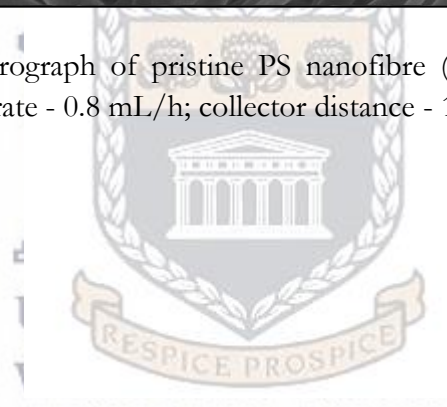 rograph of pristine PS nanofibre (
rate - 0.8 mL/h; collector distance - 1
RESPICE PROSPICE